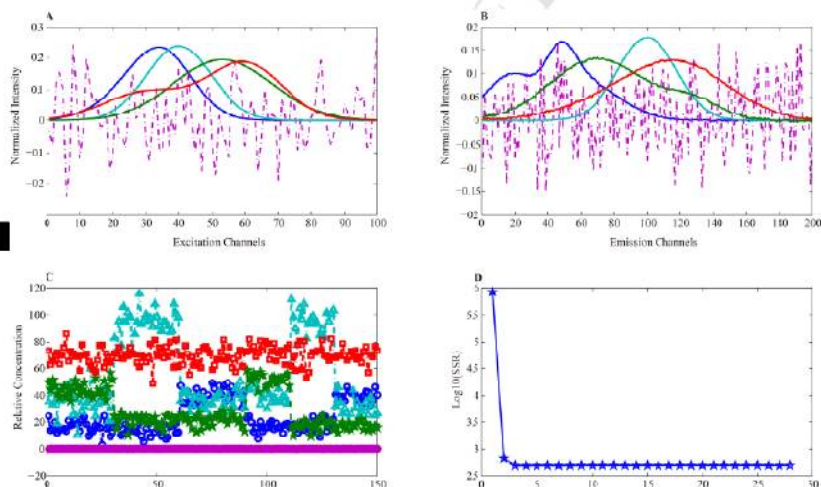 A
Normalized Intensity
0.3
0.2
0.1
0
−0.1
−0.2
0 10 20 30 40 50 60 70 80 90 100
Excitation Channels
B
Normalized Intensity
0.2
0.15
0.1
0.05
0
−0.05
−0.1
−0.15
−0.2
0 20 40 60 80 100 120 140 160 180 200
Emission Channels
C
Relative Concentration
120
100
80
60
40
20
0
−20
0 50 100 150
D
Log10(SSR)
6
5.5
5
4.5
4
3.5
3
2.5
0 5 10 15 20 25 30